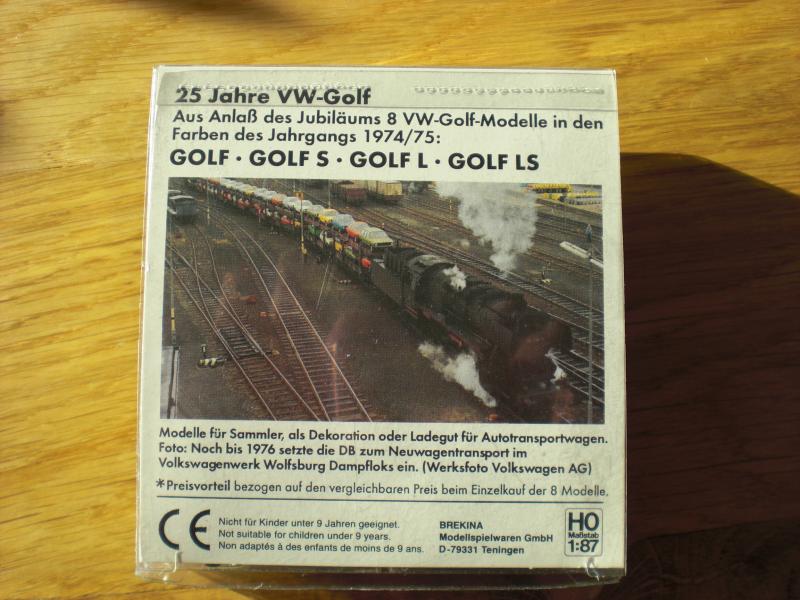 25 Jahre VW-Golf
Aus Anlaß des Jubiläums 8 VW-Golf-Modelle in den
Farben des Jahrgangs 1974/75:
GOLF · GOLF S · GOLF L · GOLF LS
Modelle für Sammler, als Dekoration oder Ladegut für Autotransportwagen.
Foto: Noch bis 1976 setzte die DB zum Neuwagentransport im
Volkswagenwerk Wolfsburg Dampfloks ein. (Werksfoto Volkswagen AG)
*Preisvorteil bezogen auf den vergleichbaren Preis beim Einzelkauf der 8 Modelle.
CE
Nicht für Kinder unter 9 Jahren geeignet.
Not suitable for children under 9 years.
Non adaptés à des enfants de moins de 9 ans.
BREKINA
Modellspielwaren GmbH
D-79331 Teningen
HO
Maßstab
1:87